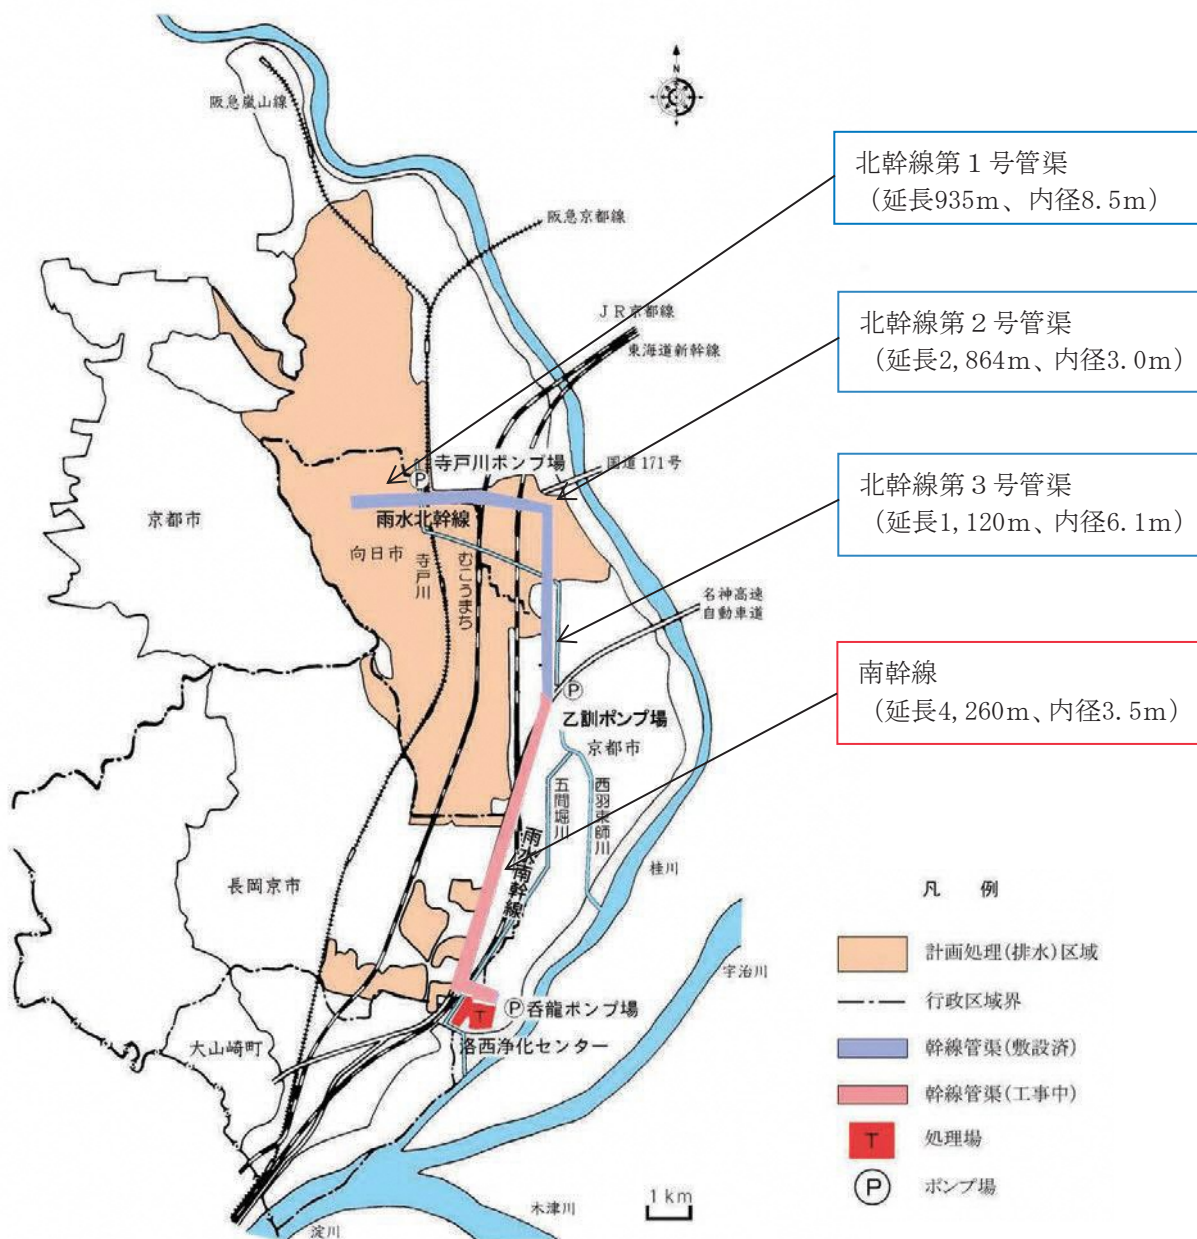 阪急嵐山線
N
阪急京都線
北幹線第１号管渠
（延長935m、内径8.5m）
北幹線第２号管渠
（延長2,864m、内径3.0m）
北幹線第３号管渠
（延長1,120m、内径6.1m）
南幹線
（延長4,260m、内径3.5m）
ＪＲ京都線
東海道新幹線
寺戸川ポンプ場
P
国道171号
雨水北幹線
京都市
向日市
寺戸川
むこうまち
名神高速
自動車道
P
乙訓ポンプ場
京都市
五間堀川
西羽束師川
雨水南幹線
桂川
長岡京市
宇治川
P
呑龍ポンプ場
T
洛西浄化センター
大山崎町
木津川
淀川
1km
凡　例
計画処理(排水)区域
行政区域界
幹線管渠(敷設済)
幹線管渠(工事中)
T
処理場
P
ポンプ場